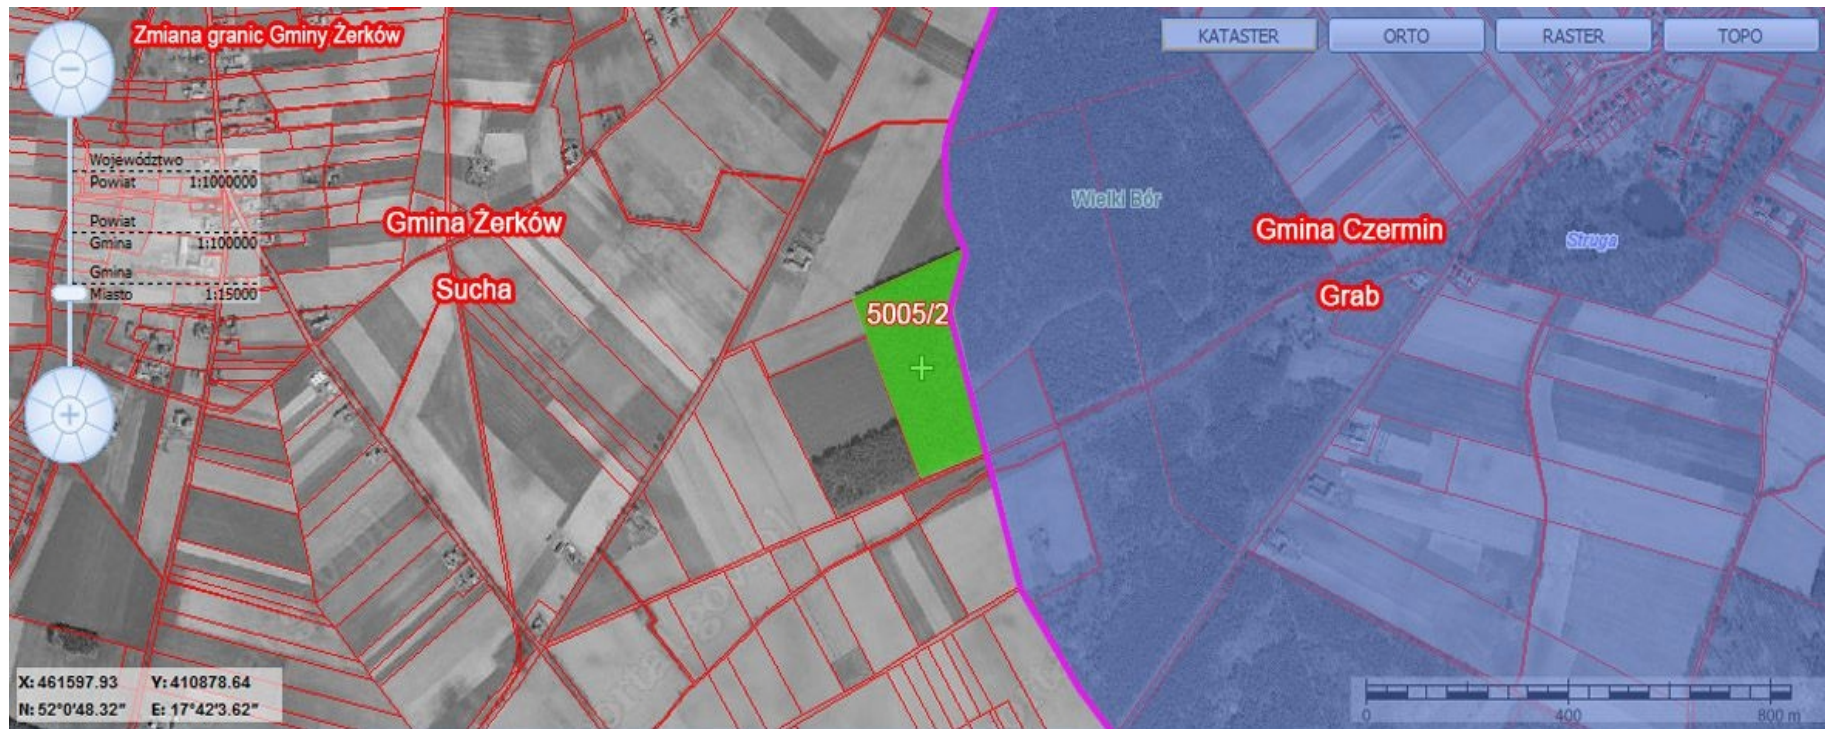 Zmiana granic Gminy Żerków
KATASTER
ORTO
RASTER
TOPO
Województwo
Powiat 1:1000000
Powiat
Gmina 1:100000
Gmina
Miasto 1:15000
Gmina Żerków
Sucha
5005/2
Wielki Bór
Gmina Czermin
Grab
Struga
X: 461597.93 Y: 410878.64
N: 52°0'48.32" E: 17°42'3.62"
0 400 800 m